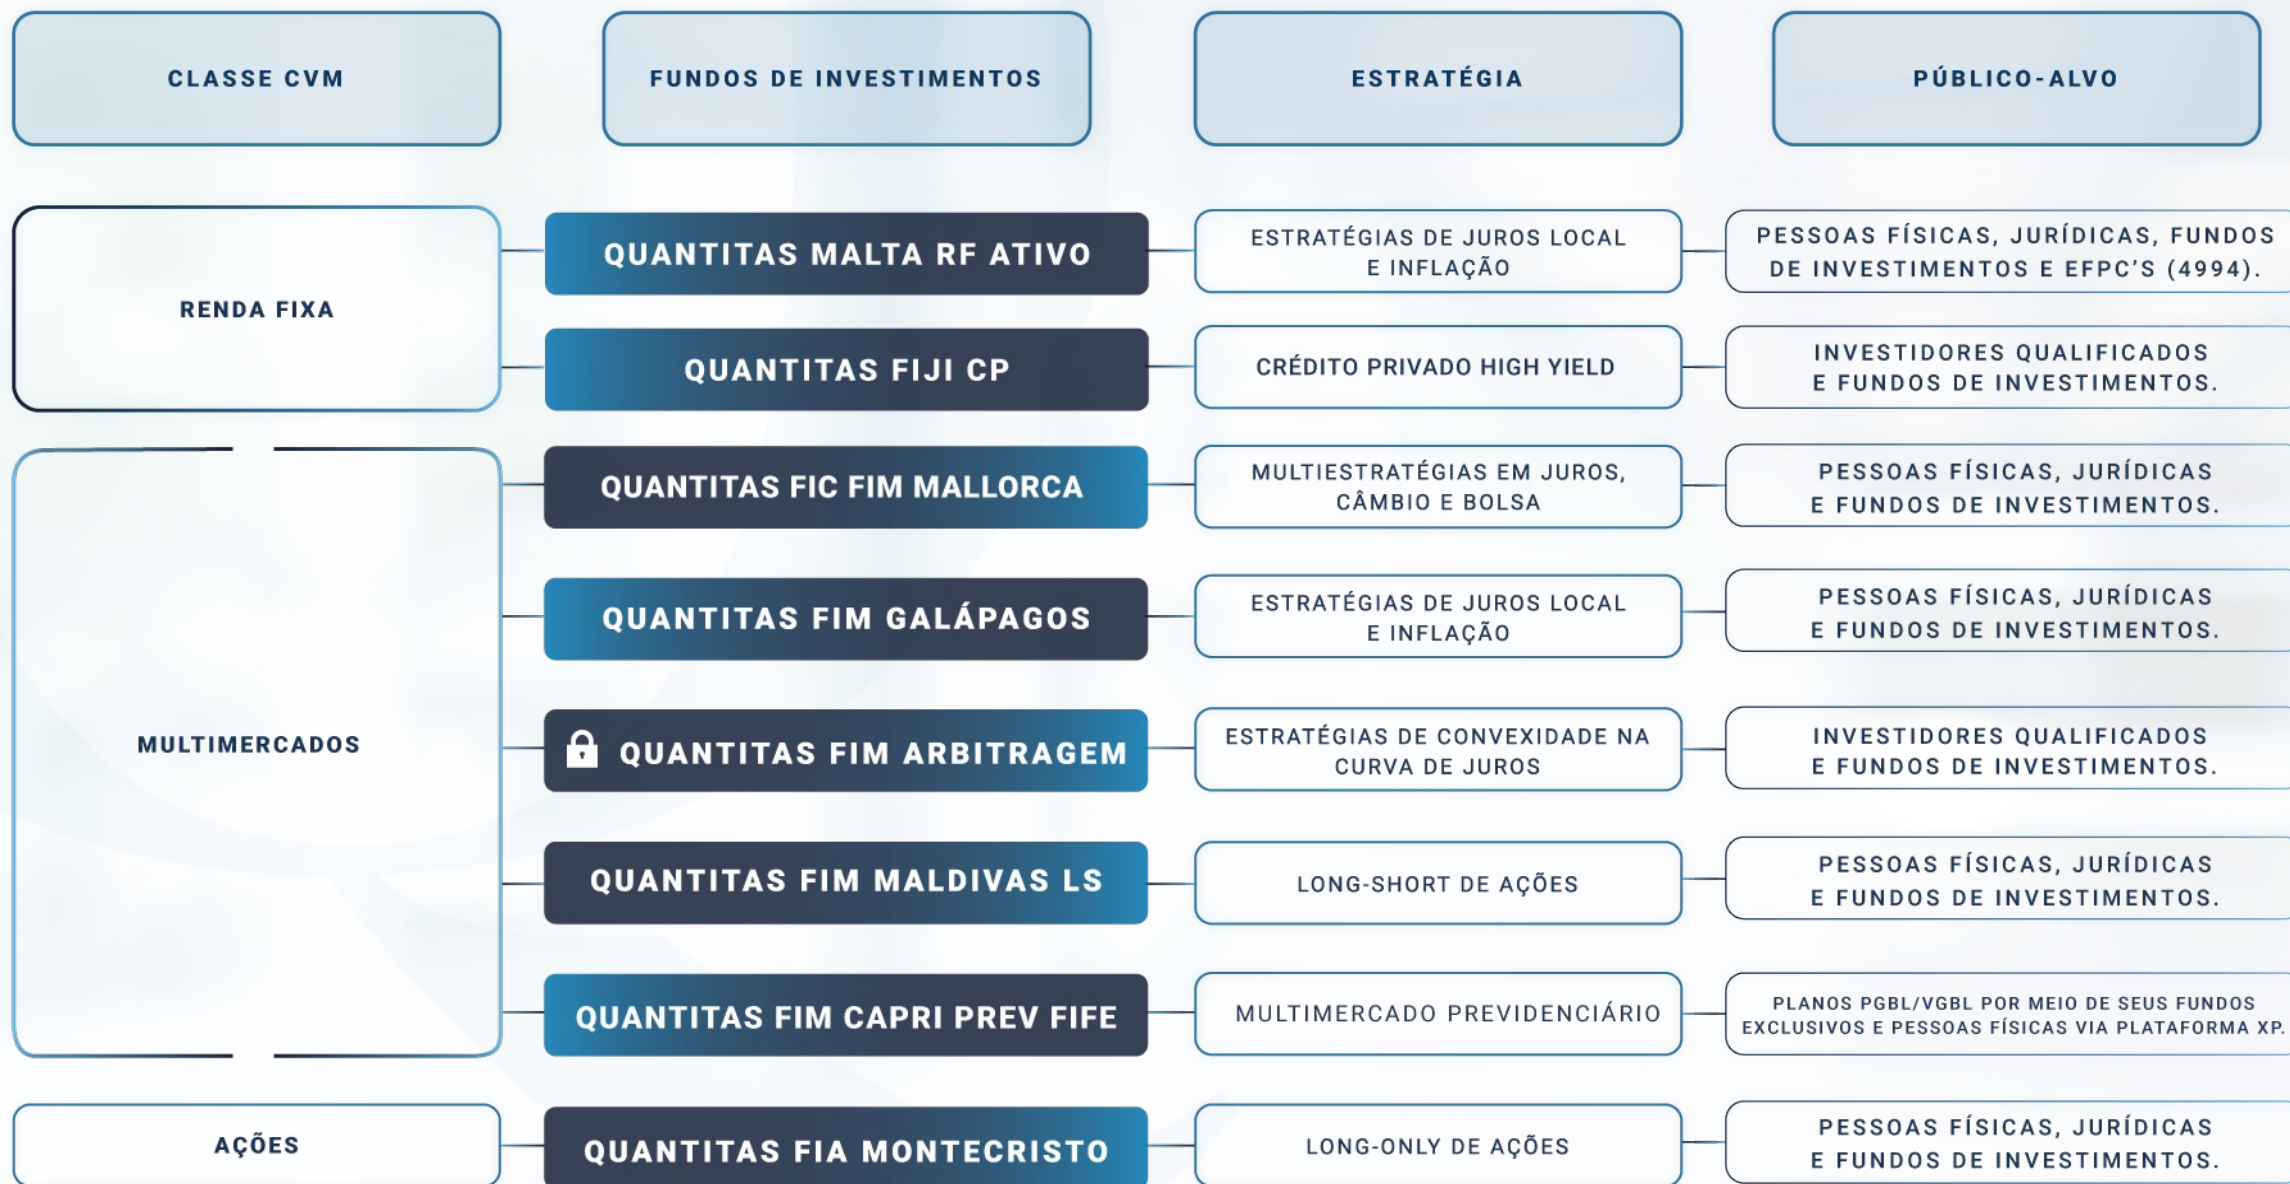 CLASSE CVM
FUNDOS DE INVESTIMENTOS
ESTRATÉGIA
PÚBLICO-ALVO
RENDA FIXA
QUANTITAS MALTA RF ATIVO
ESTRATÉGIAS DE JUROS LOCAL
E INFLAÇÃO
PESSOAS FÍSICAS, JURÍDICAS, FUNDOS
DE INVESTIMENTOS E EFPC'S (4994).
QUANTITAS FIJI CP
CRÉDITO PRIVADO HIGH YIELD
INVESTIDORES QUALIFICADOS
E FUNDOS DE INVESTIMENTOS.
MULTIMERCADOS
QUANTITAS FIC FIM MALLORCA
MULTIESTRATÉGIAS EM JUROS,
CÂMBIO E BOLSA
PESSOAS FÍSICAS, JURÍDICAS
E FUNDOS DE INVESTIMENTOS.
QUANTITAS FIM GALÁPAGOS
ESTRATÉGIAS DE JUROS LOCAL
E INFLAÇÃO
PESSOAS FÍSICAS, JURÍDICAS
E FUNDOS DE INVESTIMENTOS.
QUANTITAS FIM ARBITRAGEM
ESTRATÉGIAS DE CONVEXIDADE NA
CURVA DE JUROS
INVESTIDORES QUALIFICADOS
E FUNDOS DE INVESTIMENTOS.
QUANTITAS FIM MALDIVAS LS
LONG-SHORT DE AÇÕES
PESSOAS FÍSICAS, JURÍDICAS
E FUNDOS DE INVESTIMENTOS.
QUANTITAS FIM CAPRI PREV FIFE
MULTIMERCADO PREVIDENCIÁRIO
PLANOS PGBL/VGBL POR MEIO DE SEUS FUNDOS
EXCLUSIVOS E PESSOAS FÍSICAS VIA PLATAFORMA XP.
AÇÕES
QUANTITAS FIA MONTECRISTO
LONG-ONLY DE AÇÕES
PESSOAS FÍSICAS, JURÍDICAS
E FUNDOS DE INVESTIMENTOS.